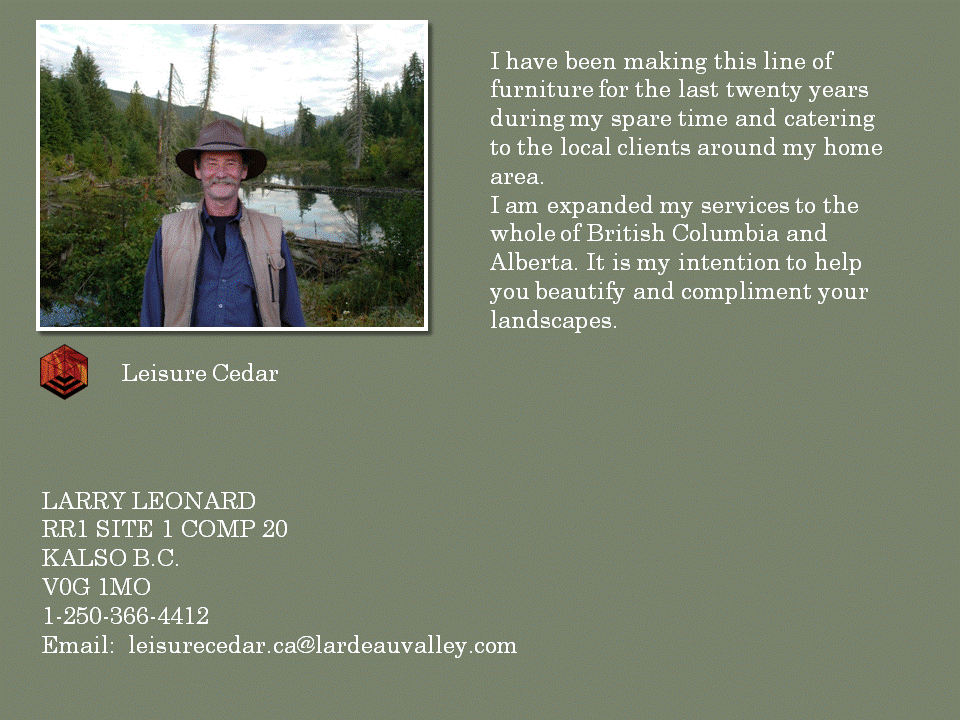 I have been making this line of
furniture for the last twenty years
during my spare time and catering
to the local clients around my home
area.
I am expanded my services to the
whole of British Columbia and
Alberta. It is my intention to help
you beautify and compliment your
landscapes.
Leisure Cedar
LARRY LEONARD
RR1 SITE 1 COMP 20
KALSO B.C.
V0G 1MO
1-250-366-4412
Email:  leisurecedar.ca@lardeauvalley.com